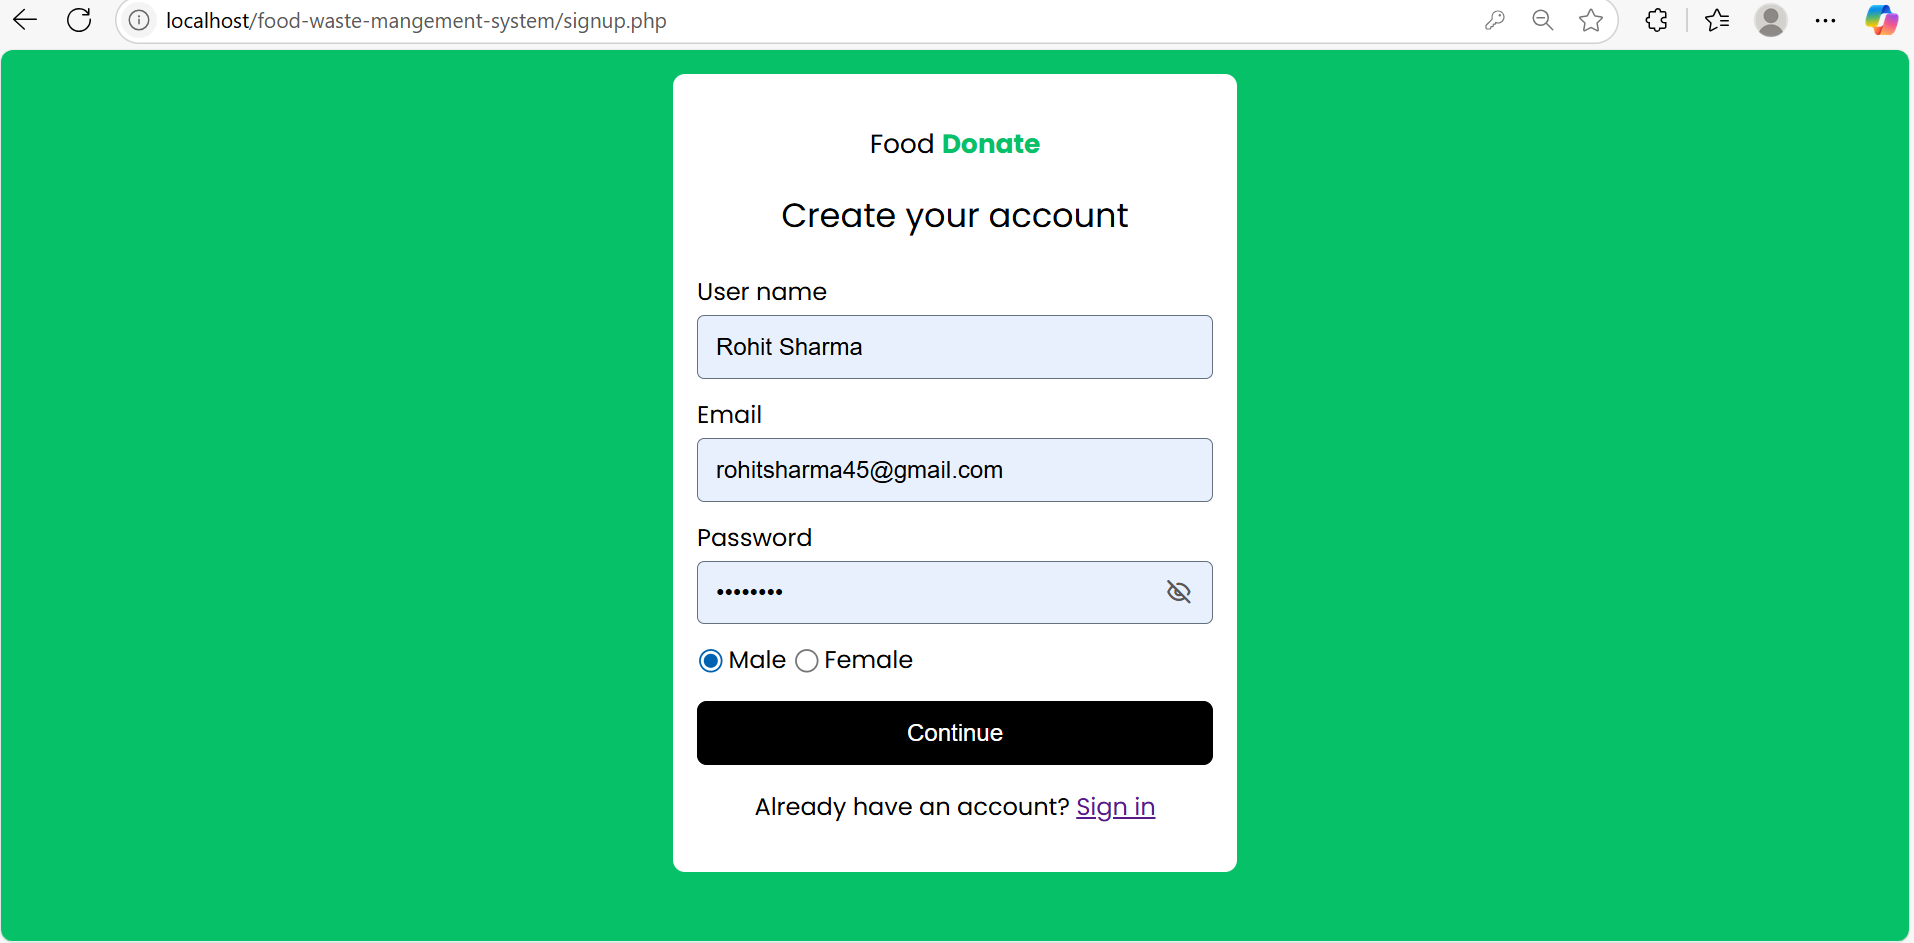 localhost/food-waste-mangement-system/signup.php
Food Donate
Create your account
User name
Rohit Sharma
Email
rohitsharma45@gmail.com
Password
••••••••
Male Female
Continue
Already have an account? Sign in